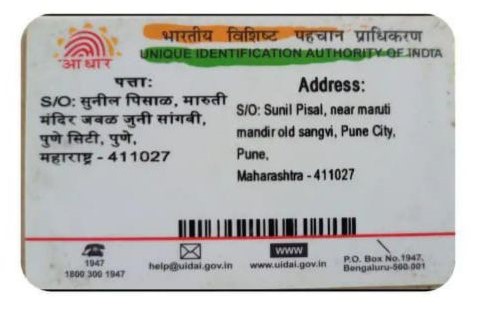 भारतीय विशिष्ट पहचान प्राधिकरण
UNIQUE IDENTIFICATION AUTHORITY OF INDIA
आधार
पत्ता:
S/O: सुनील पिसाळ, मारुती
मंदिर जवळ जुनी सांगवी,
पुणे सिटी, पुणे,
महाराष्ट्र - 411027
Address:
S/O: Sunil Pisal, near maruti
mandir old sangvi, Pune City,
Pune,
Maharashtra - 411027
1947
1800 300 1947
help@uidai.gov.in
WWW
www.uidai.gov.in
P.O. Box No.1947,
Bengaluru-560 001